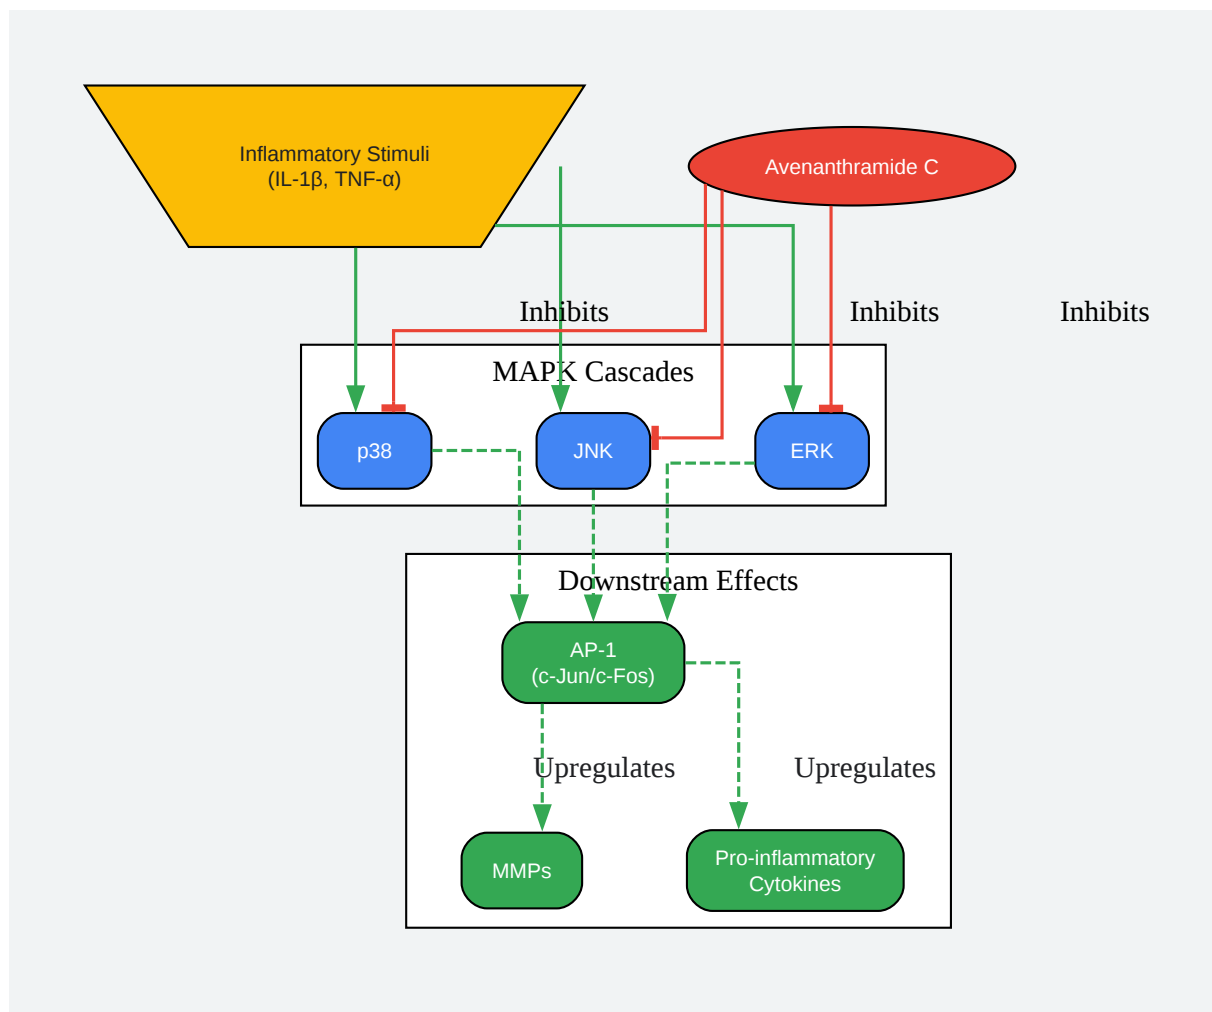 Inflammatory Stimuli
(IL-1β, TNF-α)
Avenanthramide C
Inhibits
Inhibits
Inhibits
MAPK Cascades
p38
JNK
ERK
Downstream Effects
AP-1
(c-Jun/c-Fos)
Upregulates
Upregulates
MMPs
Pro-inflammatory
Cytokines